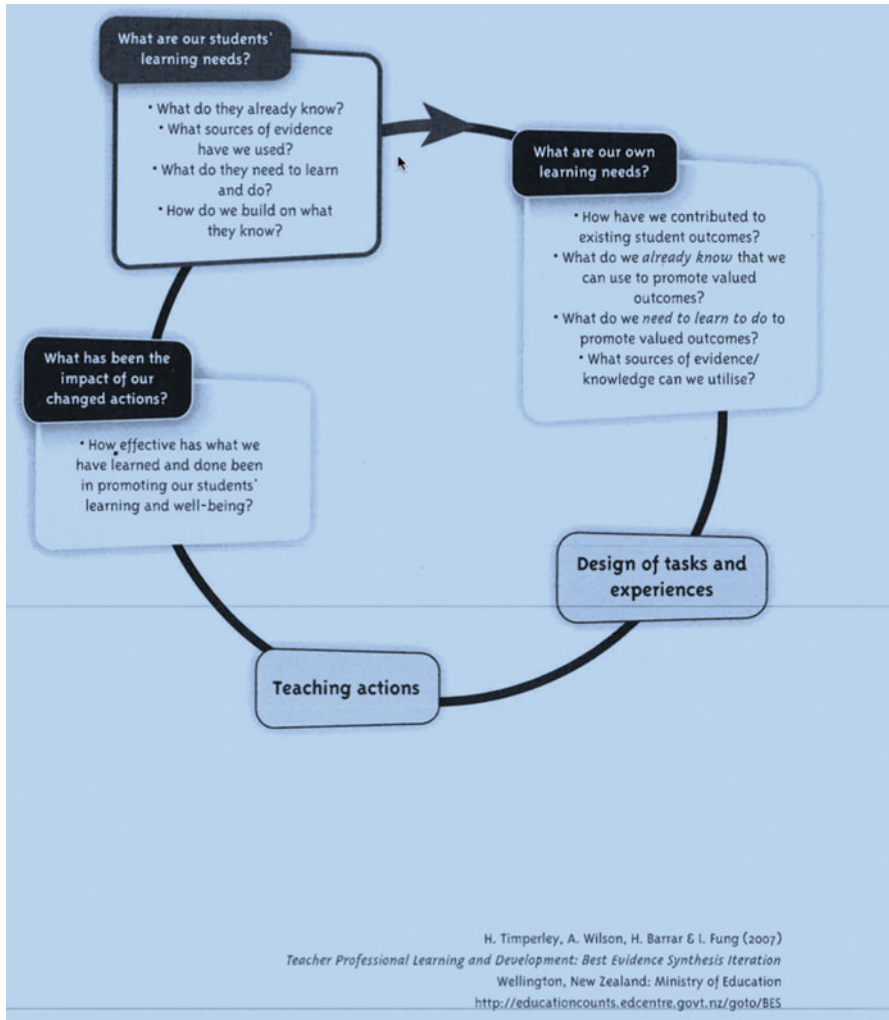 What are our students'
learning needs?
• What do they already know?
• What sources of evidence
have we used?
• What do they need to learn
and do?
• How do we build on what
they know?
What are our own
learning needs?
• How have we contributed to
existing student outcomes?
• What do we already know that we
can use to promote valued
outcomes?
• What do we need to learn to do to
promote valued outcomes?
• What sources of evidence/
knowledge can we utilise?
Design of tasks and
experiences
Teaching actions
What has been the
impact of our
changed actions?
• How effective has what we
have learned and done been
in promoting our students'
learning and well-being?
H. Timperley, A. Wilson, H. Barrar & I. Fung (2007)
Teacher Professional Learning and Development: Best Evidence Synthesis Iteration
Wellington, New Zealand: Ministry of Education
http://educationcounts.edcentre.govt.nz/goto/BES